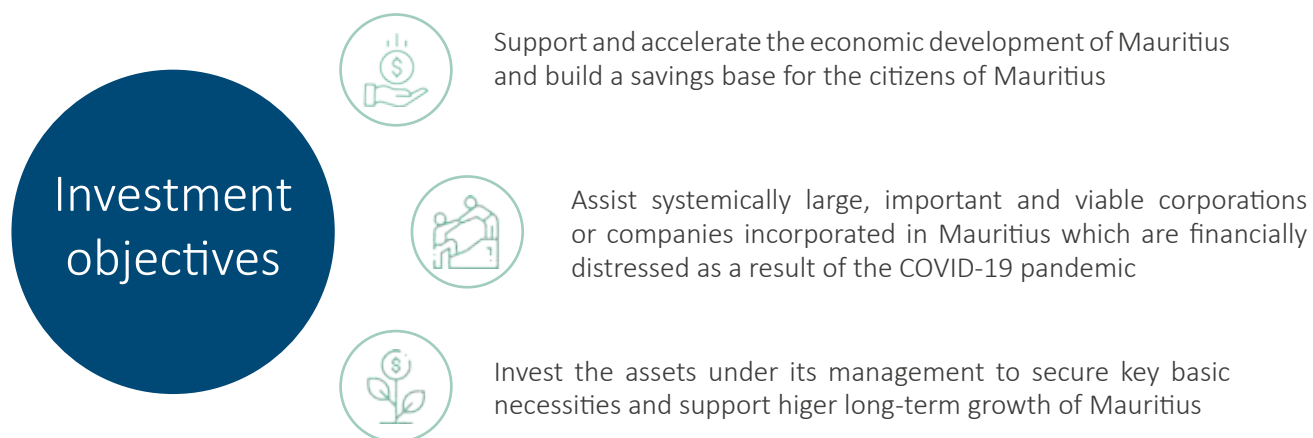 Investment
objectives
Support and accelerate the economic development of Mauritius
and build a savings base for the citizens of Mauritius
Assist systemically large, important and viable corporations
or companies incorporated in Mauritius which are financially
distressed as a result of the COVID-19 pandemic
Invest the assets under its management to secure key basic
necessities and support higer long-term growth of Mauritius